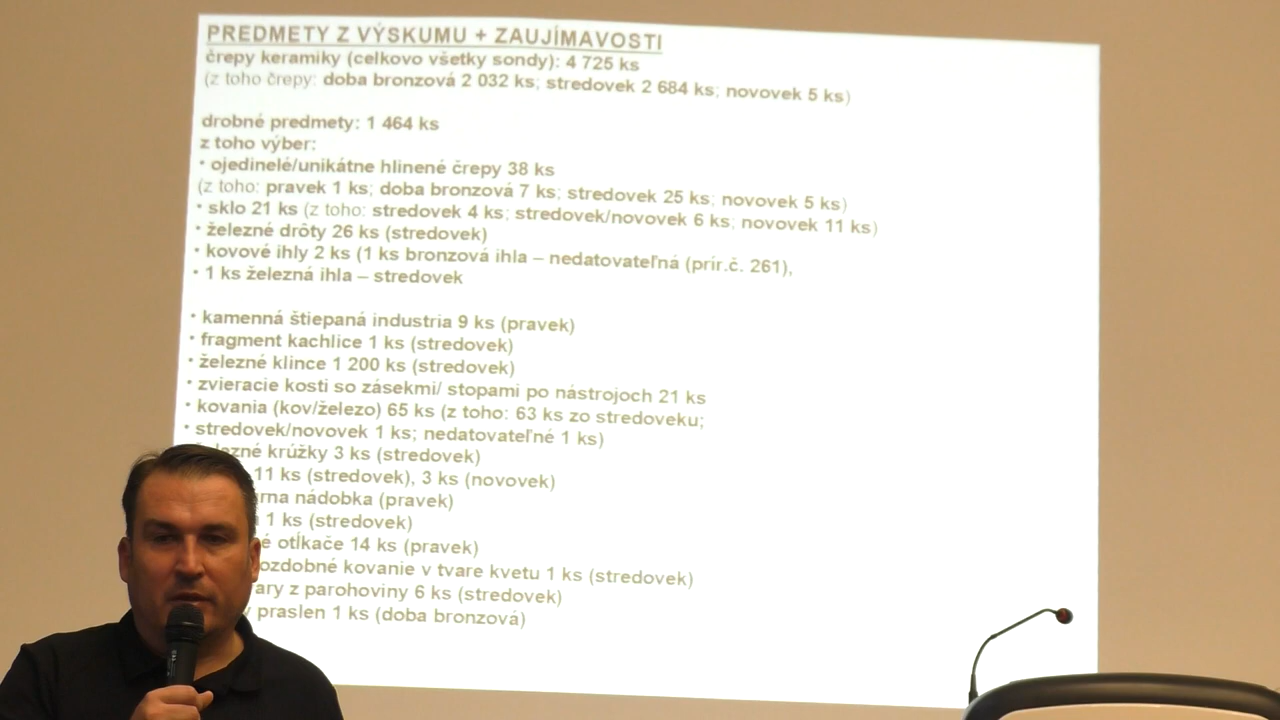 PREDMETY Z VÝSKUMU + ZAUJÍMAVOSTI
črepy keramiky (celkovo všetky sondy): 4 725 ks
(z toho črepy: doba bronzová 2 032 ks; stredovek 2 684 ks; novovek 5 ks)
drobné predmety: 1 464 ks
z toho výber:
• ojedinelé/unikátne hlinené črepy 38 ks
(z toho: pravek 1 ks; doba bronzová 7 ks; stredovek 25 ks; novovek 5 ks)
• sklo 21 ks (z toho: stredovek 4 ks; stredovek/novovek 6 ks; novovek 11 ks)
• železné drôty 26 ks (stredovek)
• kovové ihly 2 ks (1 ks bronzová ihla – nedatovateľná (prír.č. 261),
• 1 ks železná ihla – stredovek
• kamenná štiepaná industria 9 ks (pravek)
• fragment kachlice 1 ks (stredovek)
• železné klince 1 200 ks (stredovek)
• zvieracie kosti so zásekmi/ stopami po nástrojoch 21 ks
• kovania (kov/železo) 65 ks (z toho: 63 ks zo stredoveku;
• stredovek/novovek 1 ks; nedatovateľné 1 ks)
krúžky 3 ks (stredovek)
11 ks (stredovek), 3 ks (novovek)
nádobka (pravek)
1 ks (stredovek)
otĺkače 14 ks (pravek)
kovanie v tvare kvetu 1 ks (stredovek)
z parohoviny 6 ks (stredovek)
praslen 1 ks (doba bronzová)